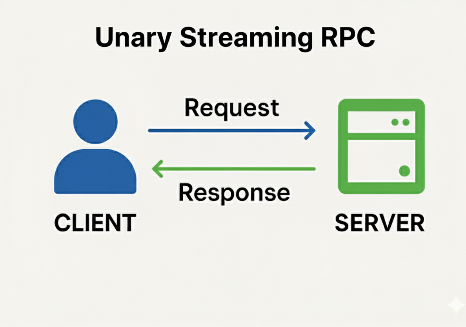 Unary Streaming RPC
Request
Response
CLIENT
SERVER